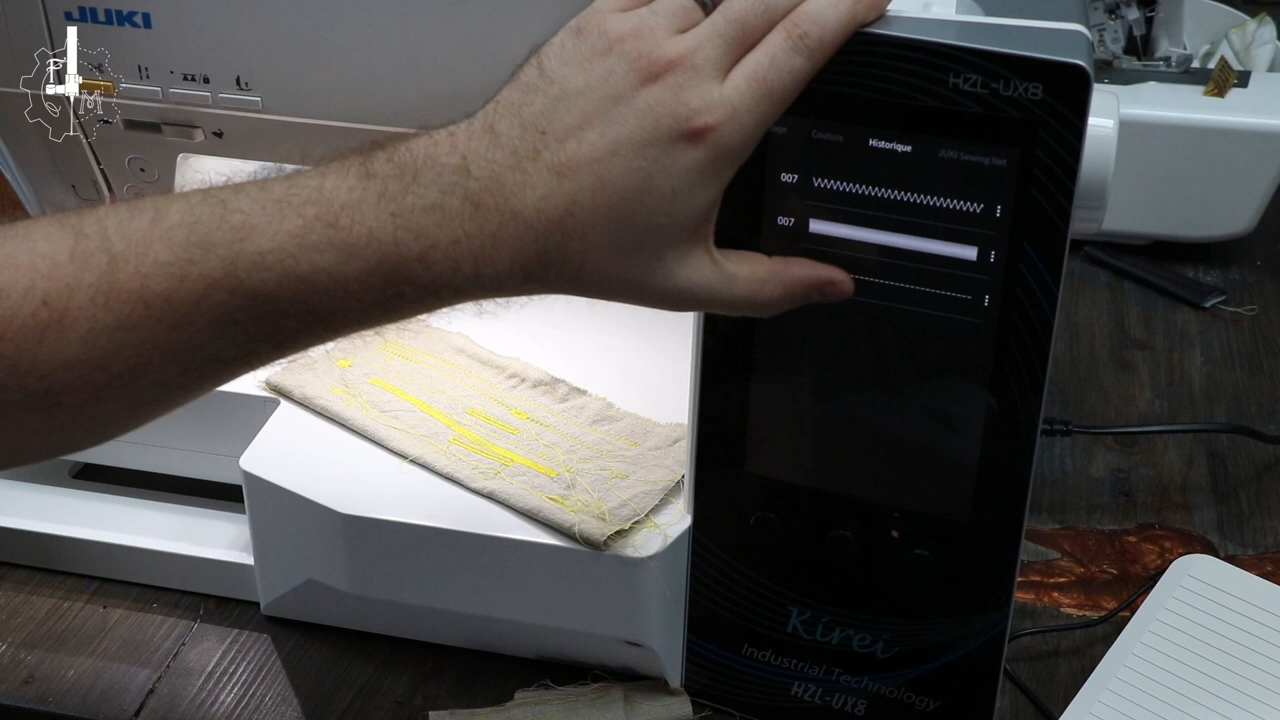 JUKI
M
HZL-UX8
Couture
Historique
JUKI Sewing Net
007
007
Kirei
Industrial Technology
HZL-UX8